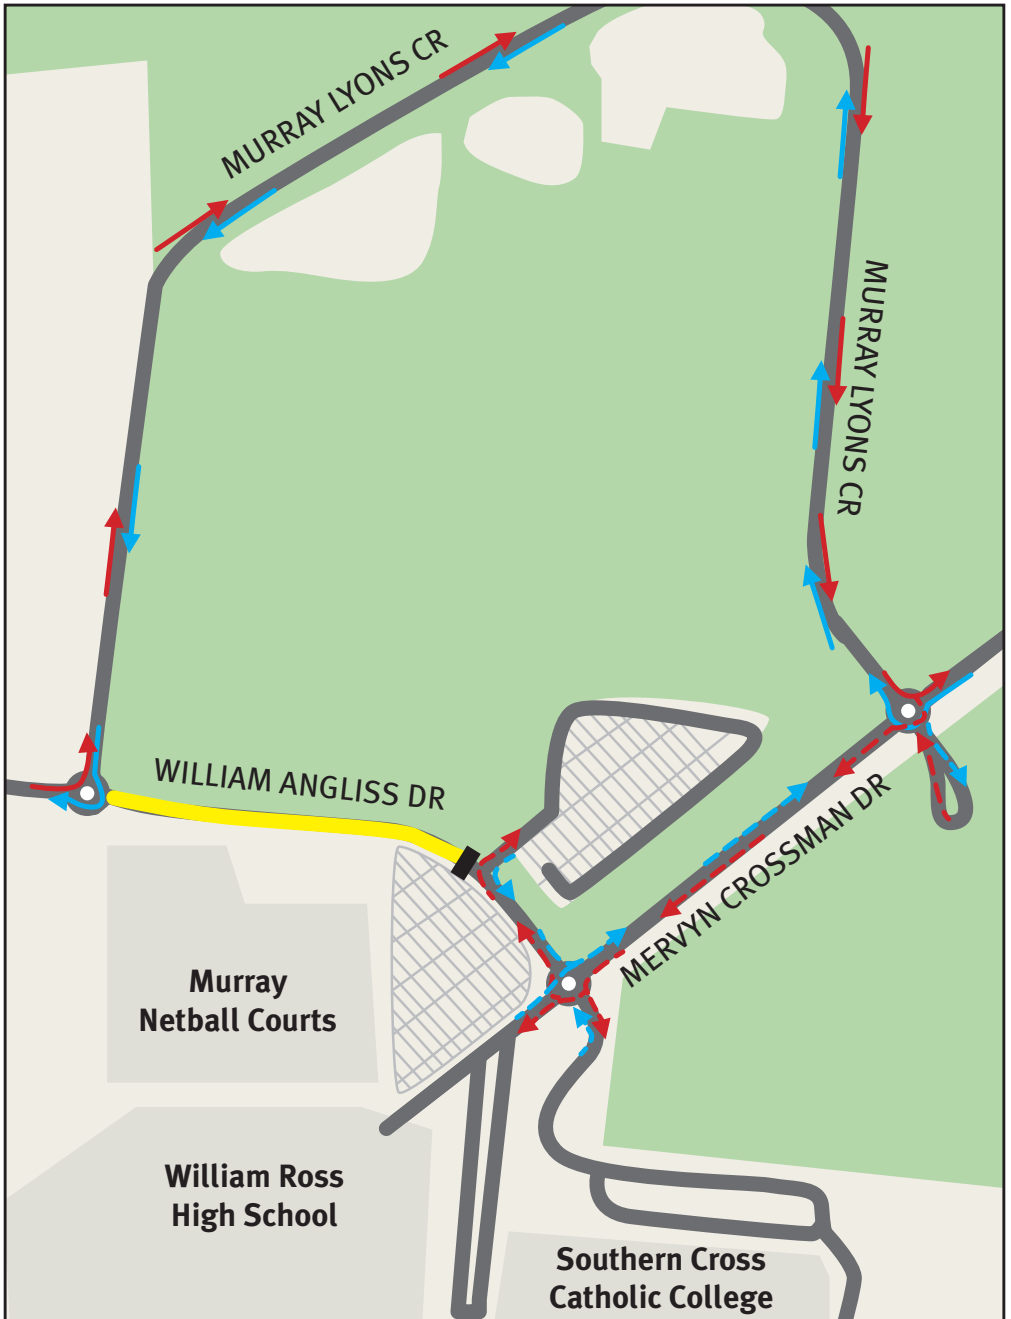 MURRAY LYONS CR
MURRAY LYONS CR
WILLIAM ANGLISS DR
MERVYN CROSSMAN DR
Murray
Netball Courts
William Ross
High School
Southern Cross
Catholic College